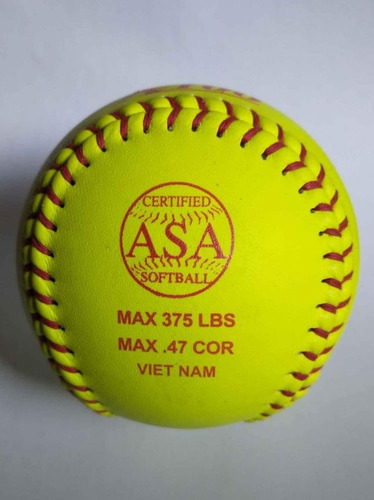 CERTIFIED
ASA
SOFTBALL
MAX 375 LBS
MAX .47 COR
VIET NAM